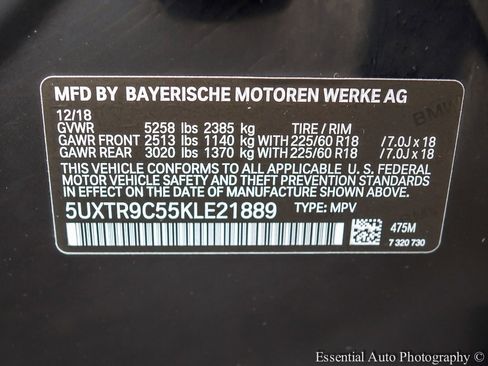 MFD BY BAYERISCHE MOTOREN WERKE AG
12/18
GVWR 5258 lbs 2385 kg TIRE / RIM
GAWR FRONT 2513 lbs 1140 kg WITH 225/60 R18 /7.0J x 18
GAWR REAR 3020 lbs 1370 kg WITH 225/60 R18 /7.0J x 18
THIS VEHICLE CONFORMS TO ALL APPLICABLE U. S. FEDERAL
MOTOR VEHICLE SAFETY, BUMPER, AND THEFT PREVENTION STANDARDS
IN EFFECT ON THE DATE OF MANUFACTURE SHOWN ABOVE.
5UXTR9C55KLE21889 TYPE: MPV
475M
7 320 730
BMW
Essential Auto Photography ©